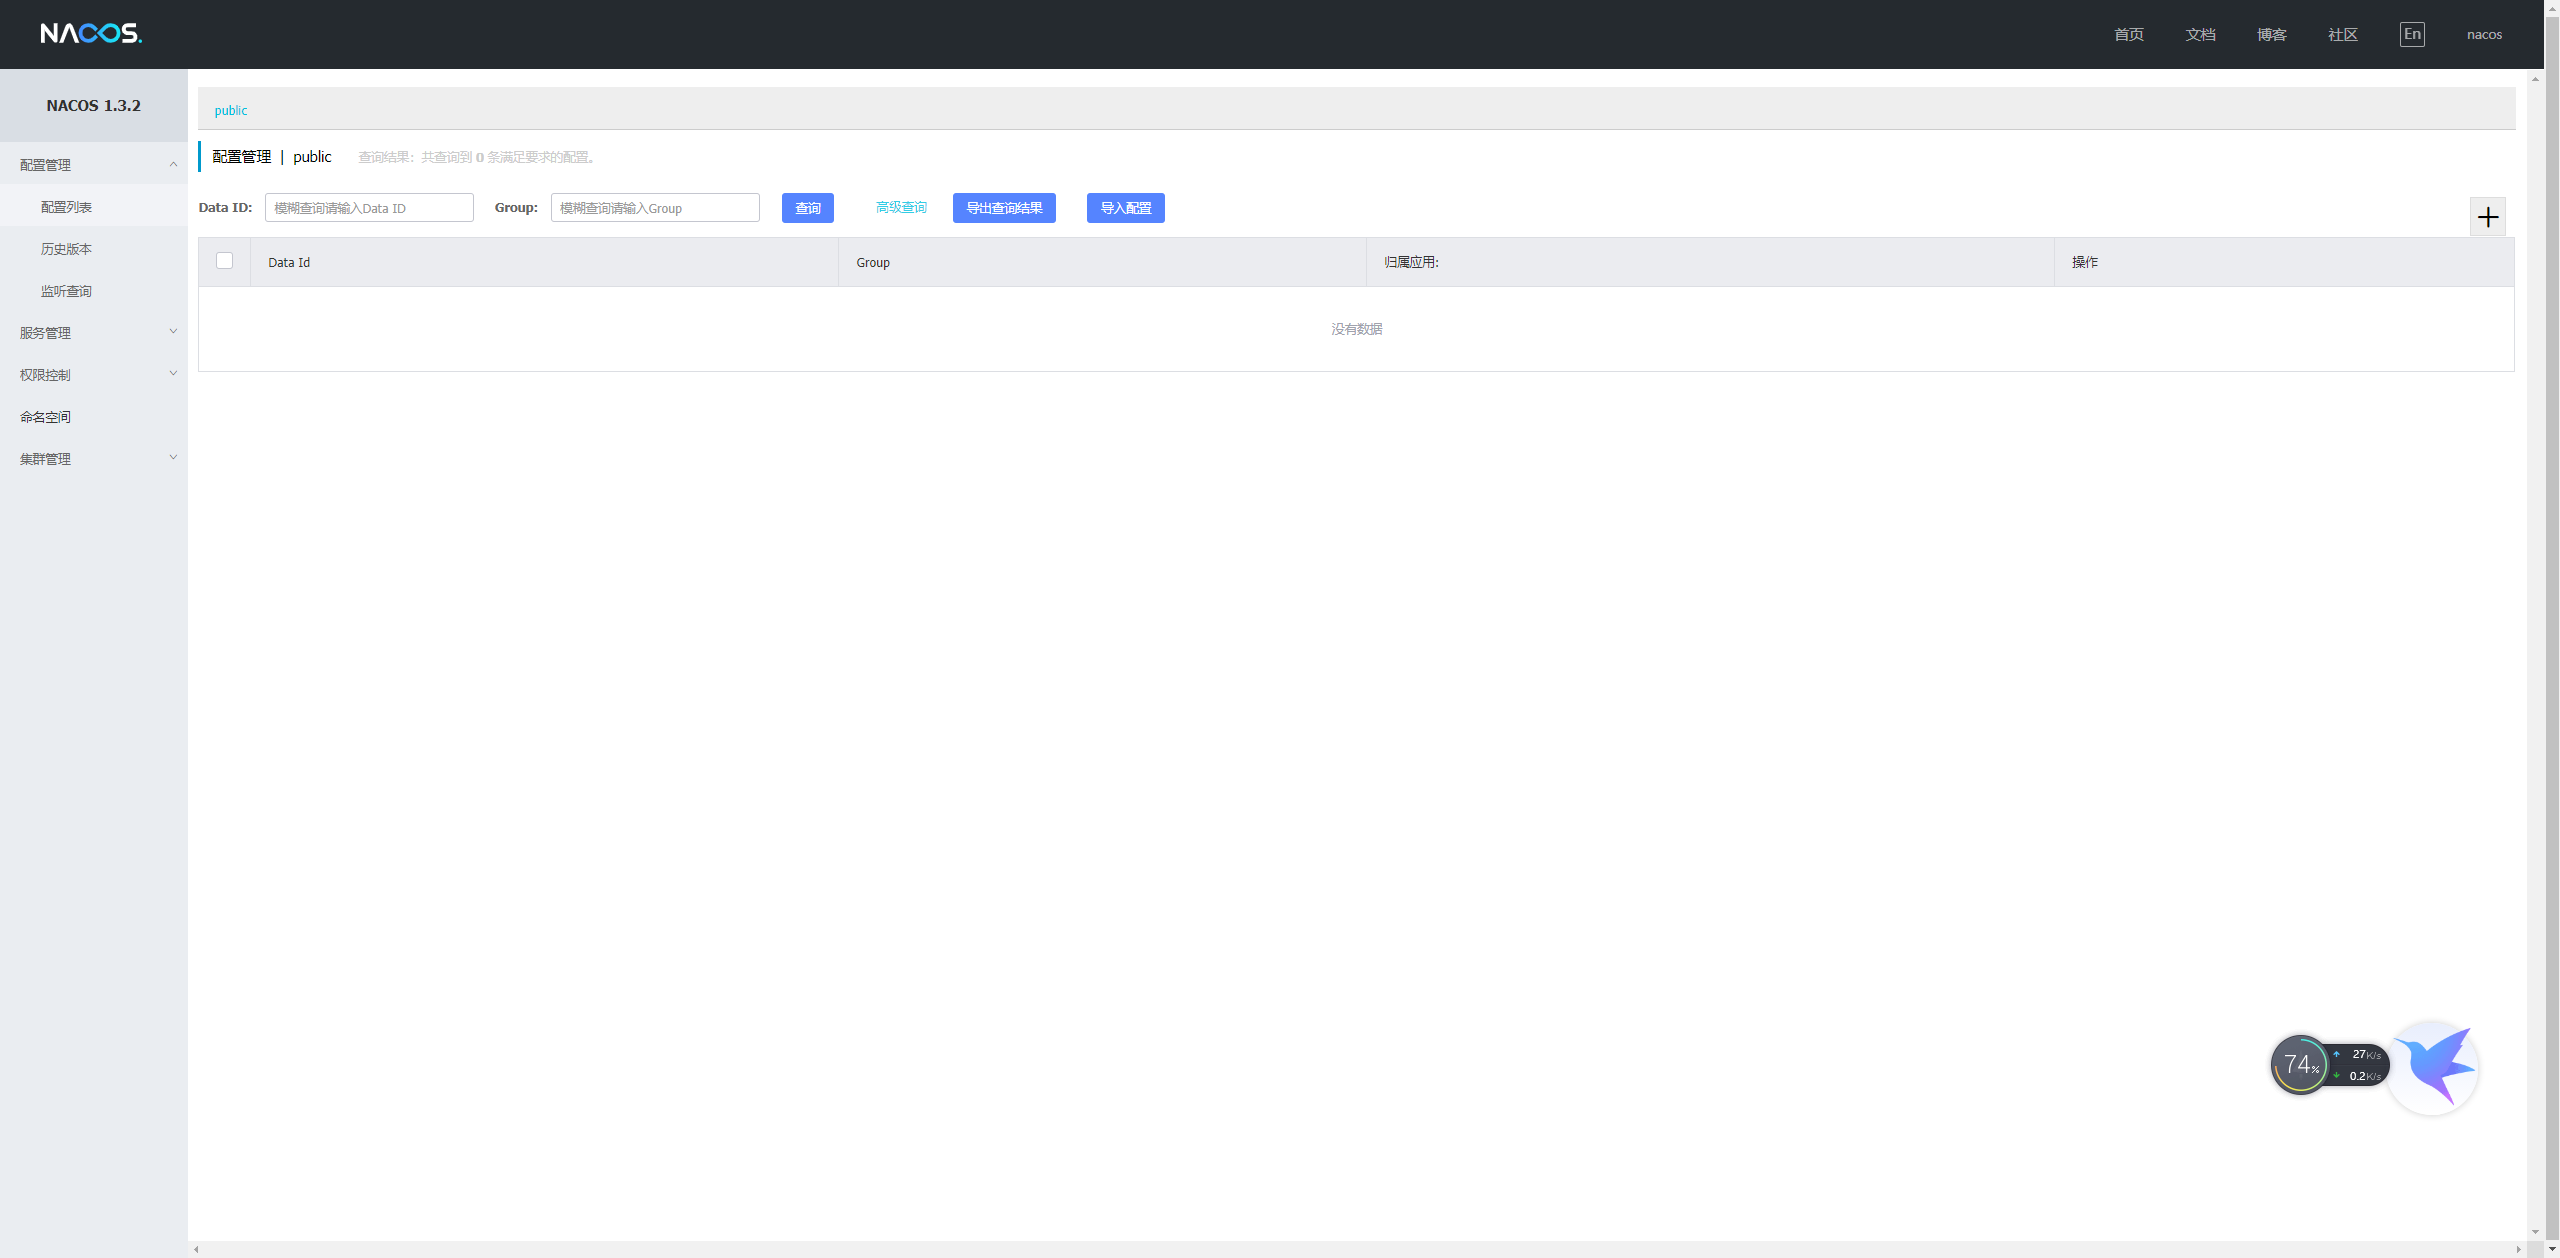 NACOS.
首页 文档 博客 社区 En nacos
NACOS 1.3.2
配置管理
配置列表
历史版本
监听查询
服务管理
权限控制
命名空间
集群管理
public
配置管理 | public 查询结果：共查询到 0 条满足要求的配置。
Data ID: 模糊查询请输入Data ID Group: 模糊查询请输入Group 查询 高级查询 导出查询结果 导入配置
Data Id Group 归属应用: 操作
没有数据
74% 27K/s
0.2K/s